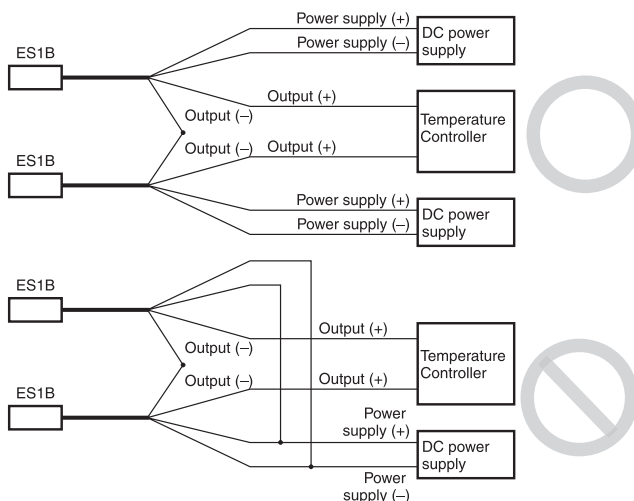 Power supply (+)
DC power
supply
Power supply (–)
ES1B
Output (+)
Output (–)
Temperature
Controller
Output (–)
Output (+)
ES1B
Power supply (+)
DC power
supply
Power supply (–)
ES1B
Output (+)
Output (–)
Temperature
Controller
Output (–)
Output (+)
ES1B
Power
supply (+)
DC power
supply
Power
supply (–)